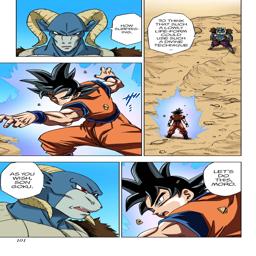 HOW
SURPRIS-
ING.
TO THINK
THAT SUCH
A LOWLY
LIFE-FORM
COULD
USE SUCH
A DIVINE
TECHNIQUE
...
AS YOU
WISH,
SON
GOKU.
LET'S
DO
THIS,
MORO.
101